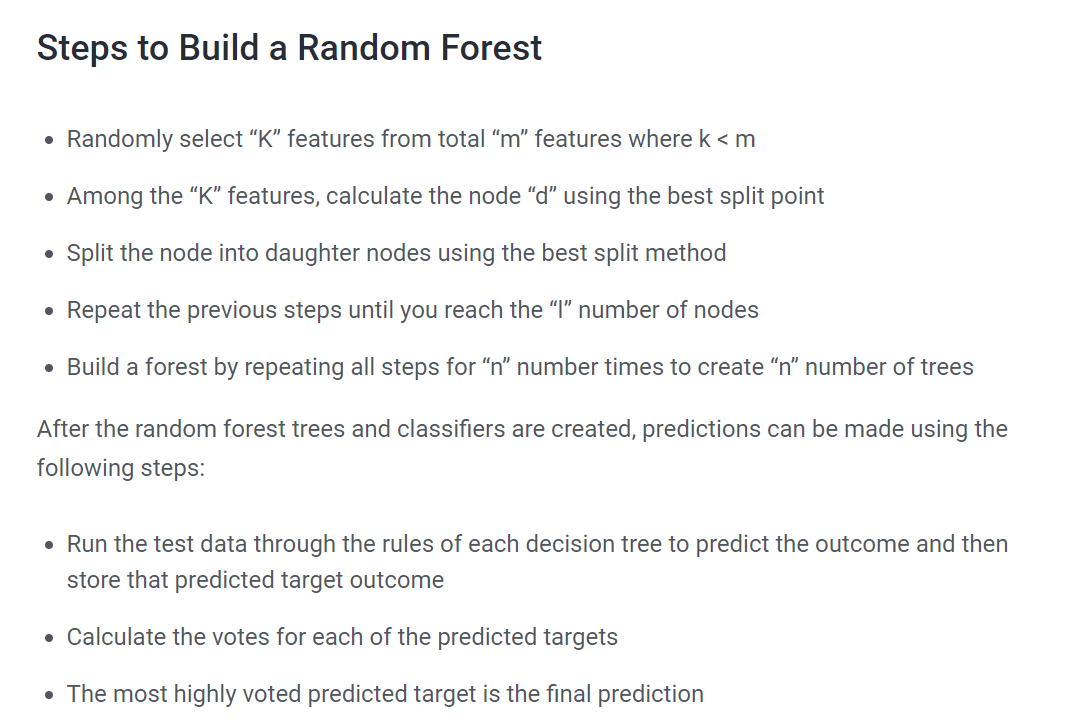 Steps to Build a Random Forest
• Randomly select “K” features from total “m” features where k < m
• Among the “K” features, calculate the node “d” using the best split point
• Split the node into daughter nodes using the best split method
• Repeat the previous steps until you reach the “l” number of nodes
• Build a forest by repeating all steps for “n” number times to create “n” number of trees
After the random forest trees and classifiers are created, predictions can be made using the
following steps:
• Run the test data through the rules of each decision tree to predict the outcome and then
store that predicted target outcome
• Calculate the votes for each of the predicted targets
• The most highly voted predicted target is the final prediction